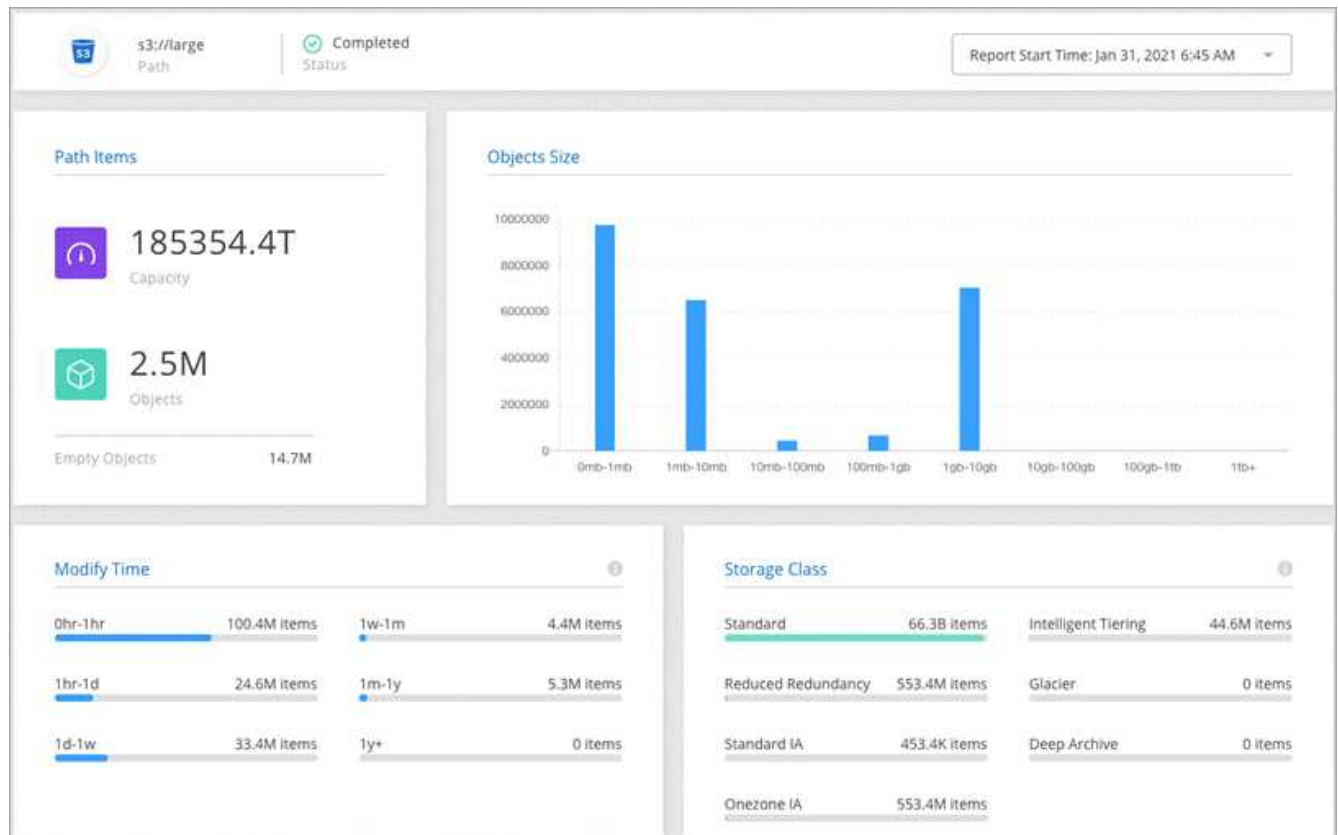 S3
s3://large
Path
Completed
Status
Report Start Time: Jan 31, 2021 6:45 AM
Path Items
185354.4T
Capacity
2.5M
Objects
Empty Objects 14.7M
Objects Size
10000000
8000000
6000000
4000000
2000000
0
0mb-1mb 1mb-10mb 10mb-100mb 100mb-1gb 1gb-10gb 10gb-100gb 100gb-1tb 1tb+
Modify Time
0hr-1hr 100.4M items 1w-1m 4.4M items
1hr-1d 24.6M items 1m-1y 5.3M items
1d-1w 33.4M items 1y+ 0 items
Storage Class
Standard 66.3B items Intelligent Tiering 44.6M items
Reduced Redundancy 553.4M items Glacier 0 items
Standard IA 453.4K items Deep Archive 0 items
Onezone IA 553.4M items